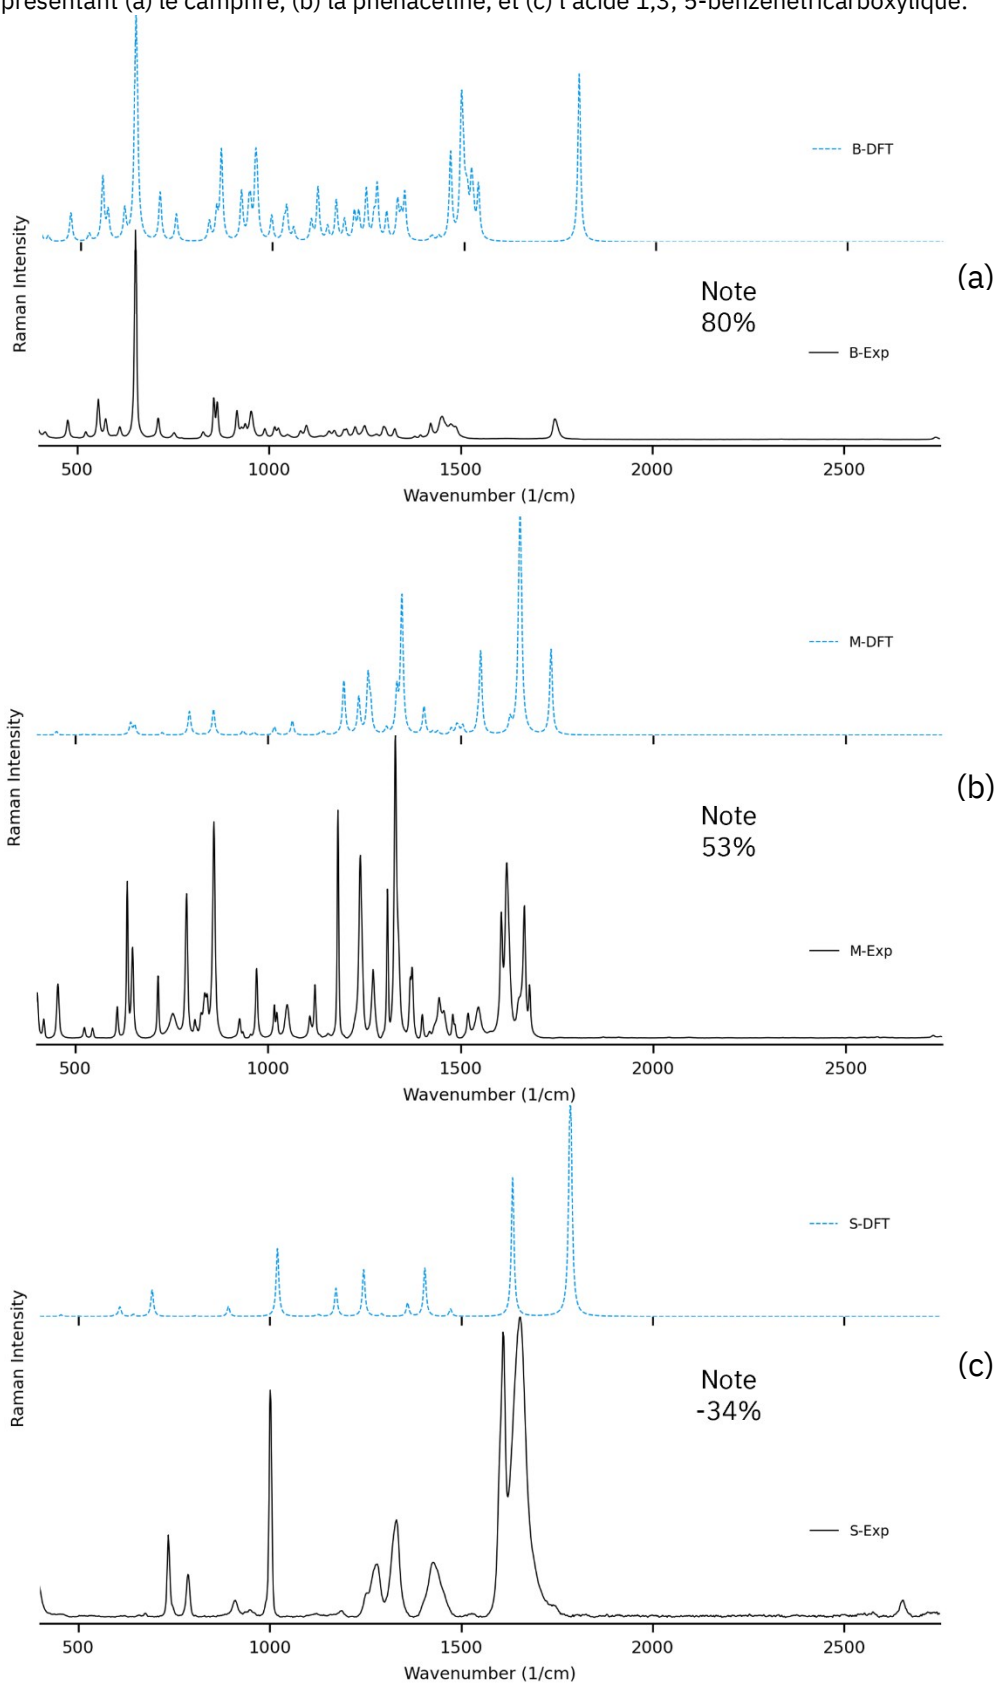 présentant (a) le camphre, (b) la phénacétine, et (c) l'acide 1,3, 5-benzènetricarboxylique.
B-DFT
Raman Intensity
(a)
Note
80%
B-Exp
500 1000 1500 2000 2500
Wavenumber (1/cm)
M-DFT
Raman Intensity
(b)
Note
53%
M-Exp
500 1000 1500 2000 2500
Wavenumber (1/cm)
S-DFT
Raman Intensity
(c)
Note
-34%
S-Exp
500 1000 1500 2000 2500
Wavenumber (1/cm)